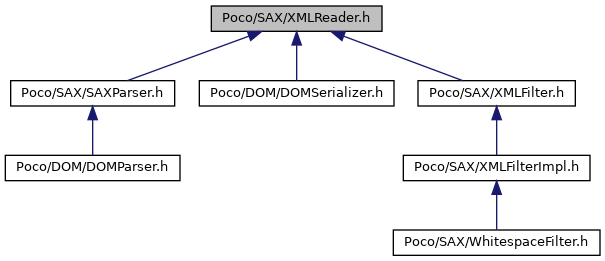 Poco/SAX/XMLReader.h
Poco/SAX/SAXParser.h
Poco/DOM/DOMSerializer.h
Poco/SAX/XMLFilter.h
Poco/DOM/DOMParser.h
Poco/SAX/XMLFilterImpl.h
Poco/SAX/WhitespaceFilter.h